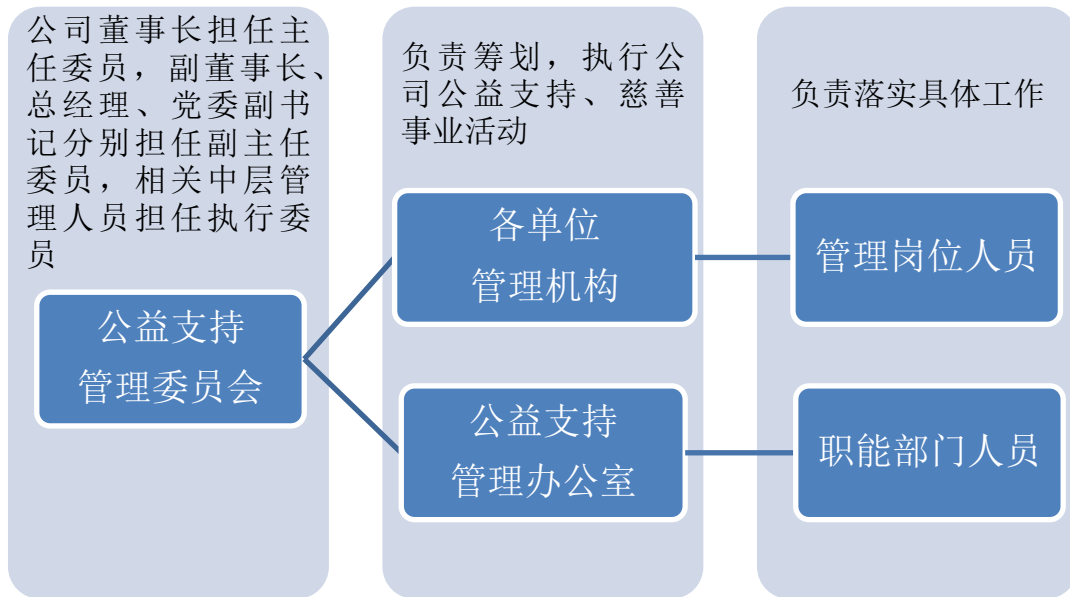 公司董事长担任主
任委员，副董事长、
总经理、党委副书
记分别担任副主任
委员，相关中层管
理人员担任执行委
员
公益支持
管理委员会
负责筹划，执行公
司公益支持、慈善
事业活动
各单位
管理机构
公益支持
管理办公室
负责落实具体工作
管理岗位人员
职能部门人员